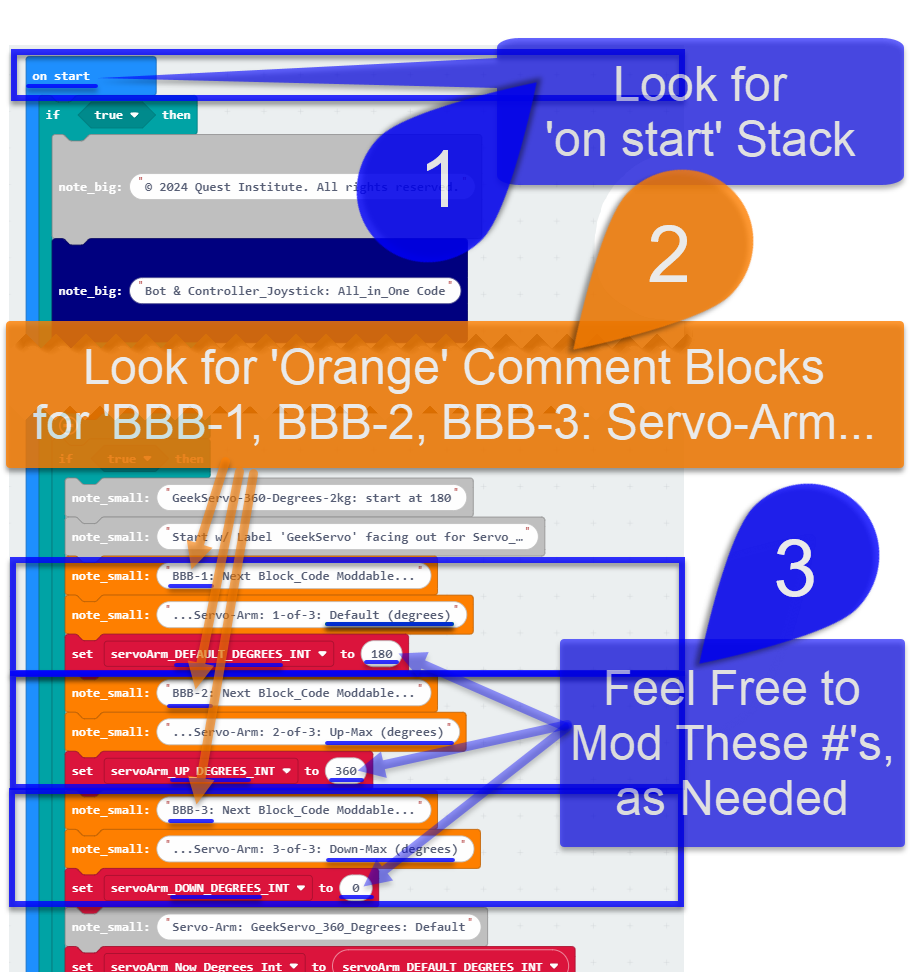 on start
Look for
'on start' Stack
if true then
note_big: "© 2024 Quest Institute. All rights reserved."
1
2
note_big: "Bot & Controller_Joystick: All_in_One Code"
Look for 'Orange' Comment Blocks
for 'BBB-1, BBB-2, BBB-3: Servo-Arm...
if true then
note_small: "GeekServo-360-Degrees-2kg: start at 180"
note_small: "Start w/ Label 'GeekServo' facing out for Servo_…"
3
note_small: "BBB-1: Next Block_Code Moddable..."
note_small: "...Servo-Arm: 1-of-3: Default (degrees)"
set servoArm_DEFAULT_DEGREES_INT to 180
note_small: "BBB-2: Next Block_Code Moddable..."
note_small: "...Servo-Arm: 2-of-3: Up-Max (degrees)"
set servoArm_UP_DEGREES_INT to 360
Feel Free to
Mod These #'s,
as Needed
note_small: "BBB-3: Next Block_Code Moddable..."
note_small: "...Servo-Arm: 3-of-3: Down-Max (degrees)"
set servoArm_DOWN_DEGREES_INT to 0
note_small: "Servo-Arm: GeekServo_360_Degrees: Default"
set servoArm_Now_Degrees_Int to servoArm_DEFAULT_DEGREES_INT